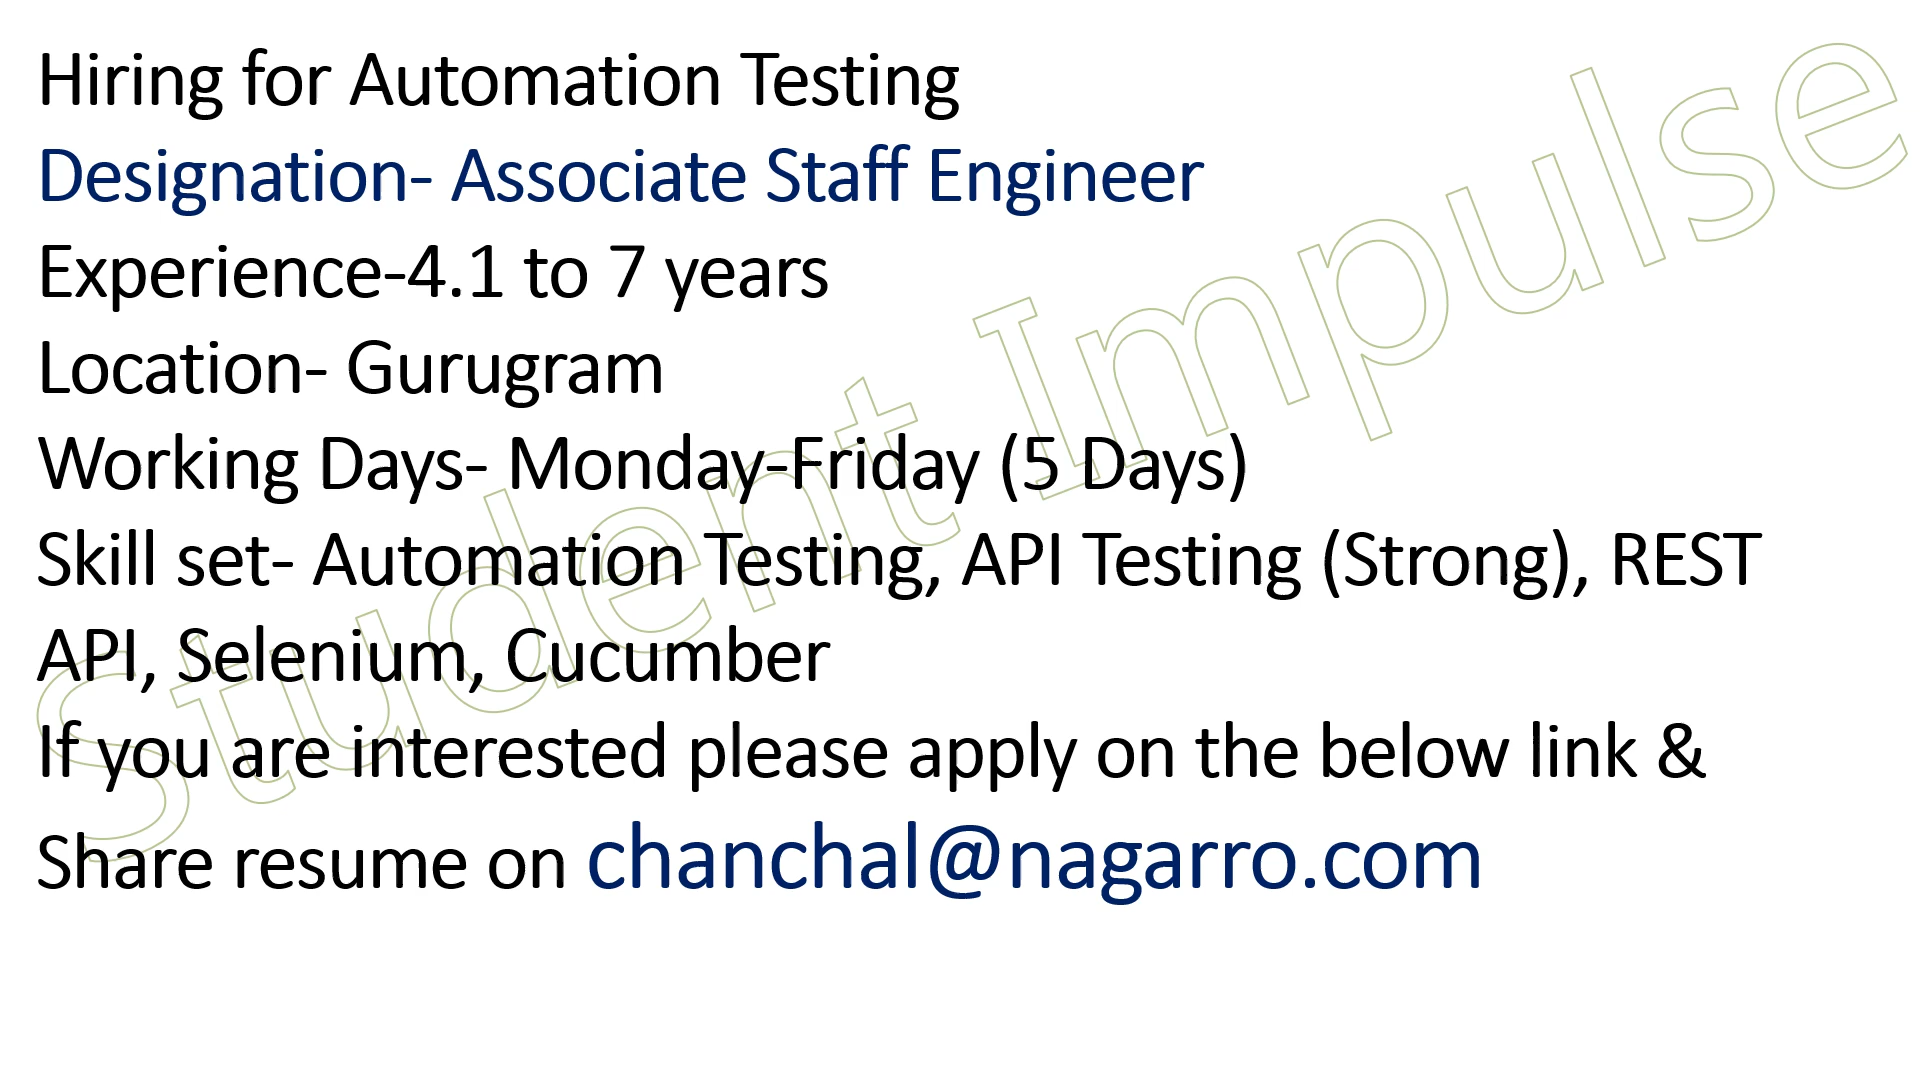 Hiring for Automation Testing
Designation- Associate Staff Engineer
Experience-4.1 to 7 years
Location- Gurugram
Working Days- Monday-Friday (5 Days)
Skill set- Automation Testing, API Testing (Strong), REST
API, Selenium, Cucumber
If you are interested please apply on the below link &
Share resume on chanchal@nagarro.com
Student Impulse